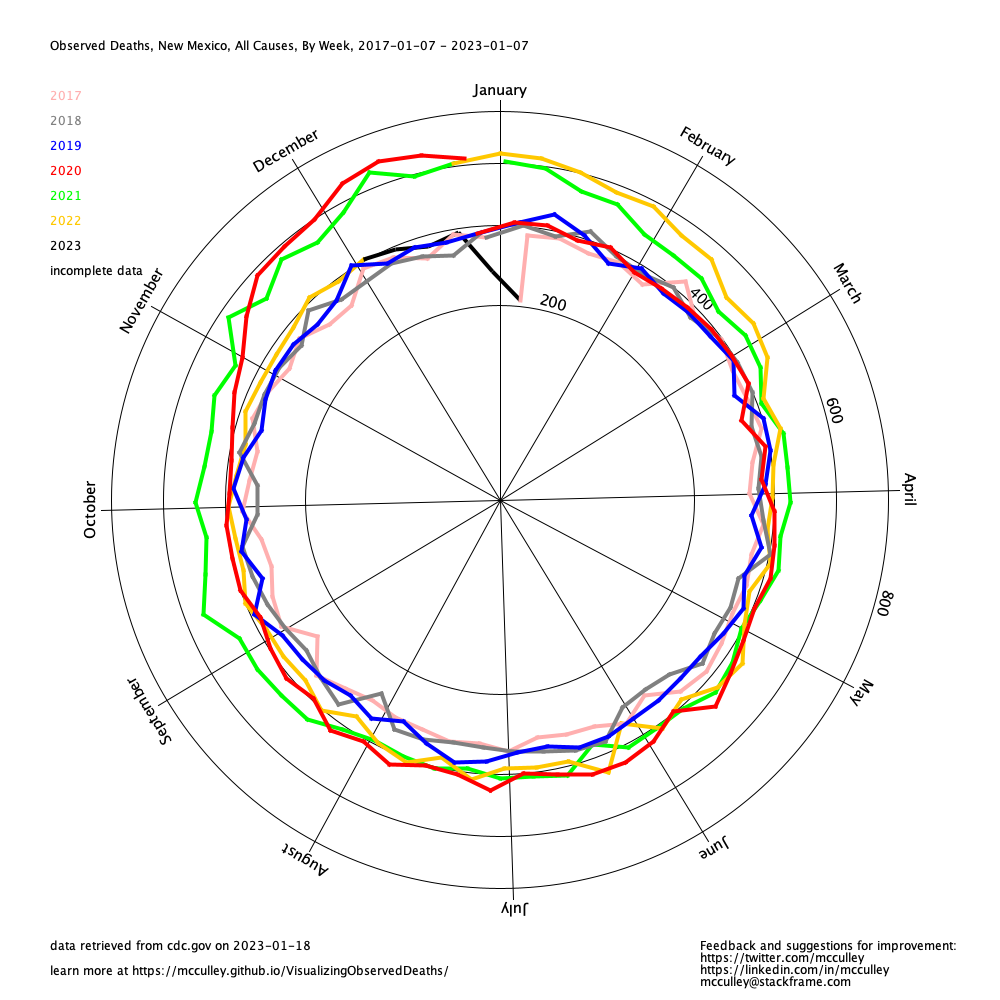 Observed Deaths, New Mexico, All Causes, By Week, 2017-01-07 - 2023-01-07
January
2017
2018
2019
2020
2021
2022
2023
incomplete data
December
February
November
March
200
400
600
October
April
800
September
May
August
June
July
data retrieved from cdc.gov on 2023-01-18
learn more at https://mcculley.github.io/VisualizingObservedDeaths/
Feedback and suggestions for improvement:
https://twitter.com/mcculley
https://linkedin.com/in/mcculley
mcculley@stackframe.com